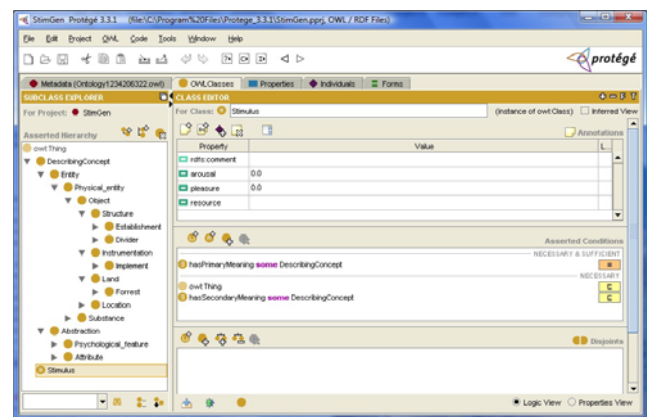 StimGen Protégé 3.3.1 (file:\C:\Program%20Files\Protege_3.3.1\StimGen.pprj, OWL / RDF Files)
File Edit Project OWL Code Tools Window Help
protégé
Metadata (Ontology1234206322.owl) OWLClasses Properties Individuals Forms
SUBCLASS EXPLORER CLASS EDITOR
For Project: StimGen For Class: Stimulus (instance of owl:Class) Inferred View
Asserted Hierarchy Annotations
Property Value L...
rdfs:comment
arousal 0.0
pleasure 0.0
resource
owl:Thing
DescribingConcept
Entity
Physical_entity
Object
Structure
Establishment
Divider
Instrumentation
Implement
Land
Forrest
Location
Substance
Abstraction
Psychological_feature
Attribute
Stimulus
Asserted Conditions
NECESSARY & SUFFICIENT
hasPrimaryMeaning some DescribingConcept
NECESSARY
owl:Thing
hasSecondaryMeaning some DescribingConcept
Disjoints
Logic View Properties View